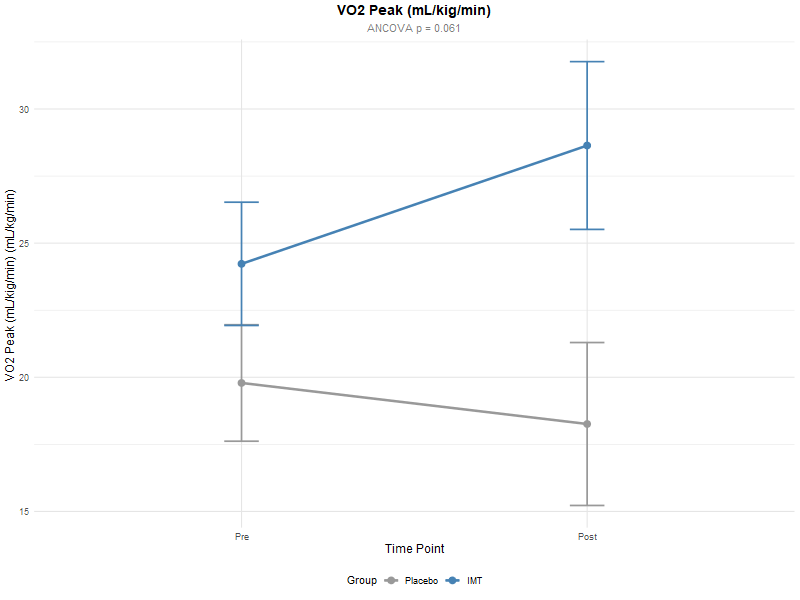 VO2 Peak (mL/kig/min)
ANCOVA p = 0.061
VO2 Peak (mL/kig/min) (mL/kg/min)
30
25
20
15
Pre
Post
Time Point
Group Placebo IMT